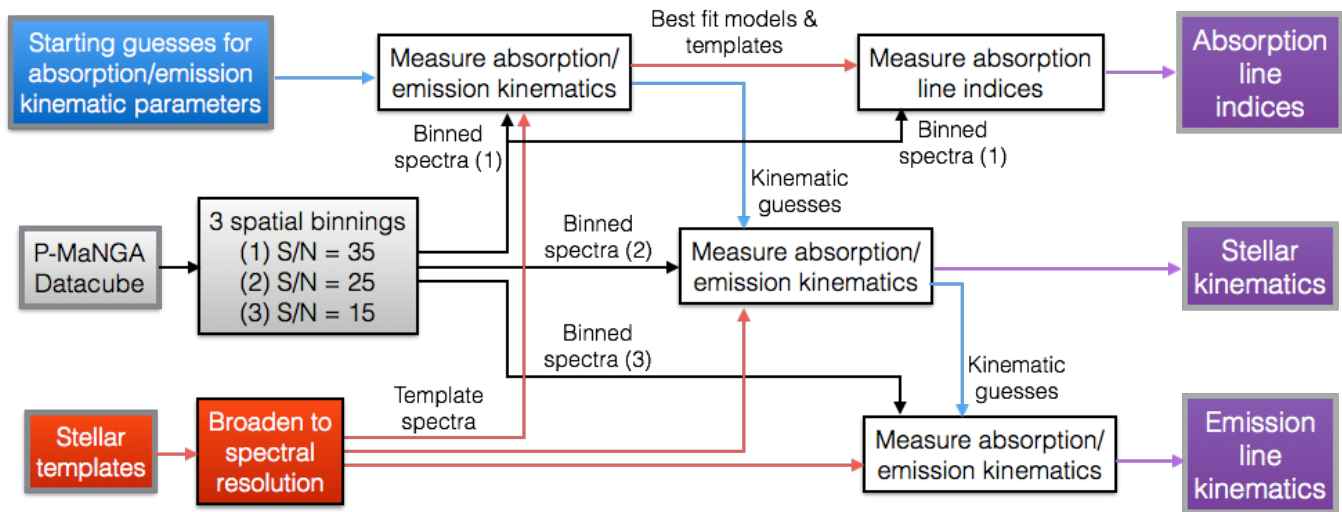 Starting guesses for
absorption/emission
kinematic parameters
Measure absorption/
emission kinematics
Best fit models &
templates
Measure absorption
line indices
Absorption
line
indices
Binned
spectra (1)
Binned
spectra (1)
Kinematic
guesses
P-MaNGA
Datacube
3 spatial binnings
(1) S/N = 35
(2) S/N = 25
(3) S/N = 15
Binned
spectra (2)
Measure absorption/
emission kinematics
Stellar
kinematics
Binned
spectra (3)
Kinematic
guesses
Stellar
templates
Broaden to
spectral
resolution
Template
spectra
Measure absorption/
emission kinematics
Emission
line
kinematics